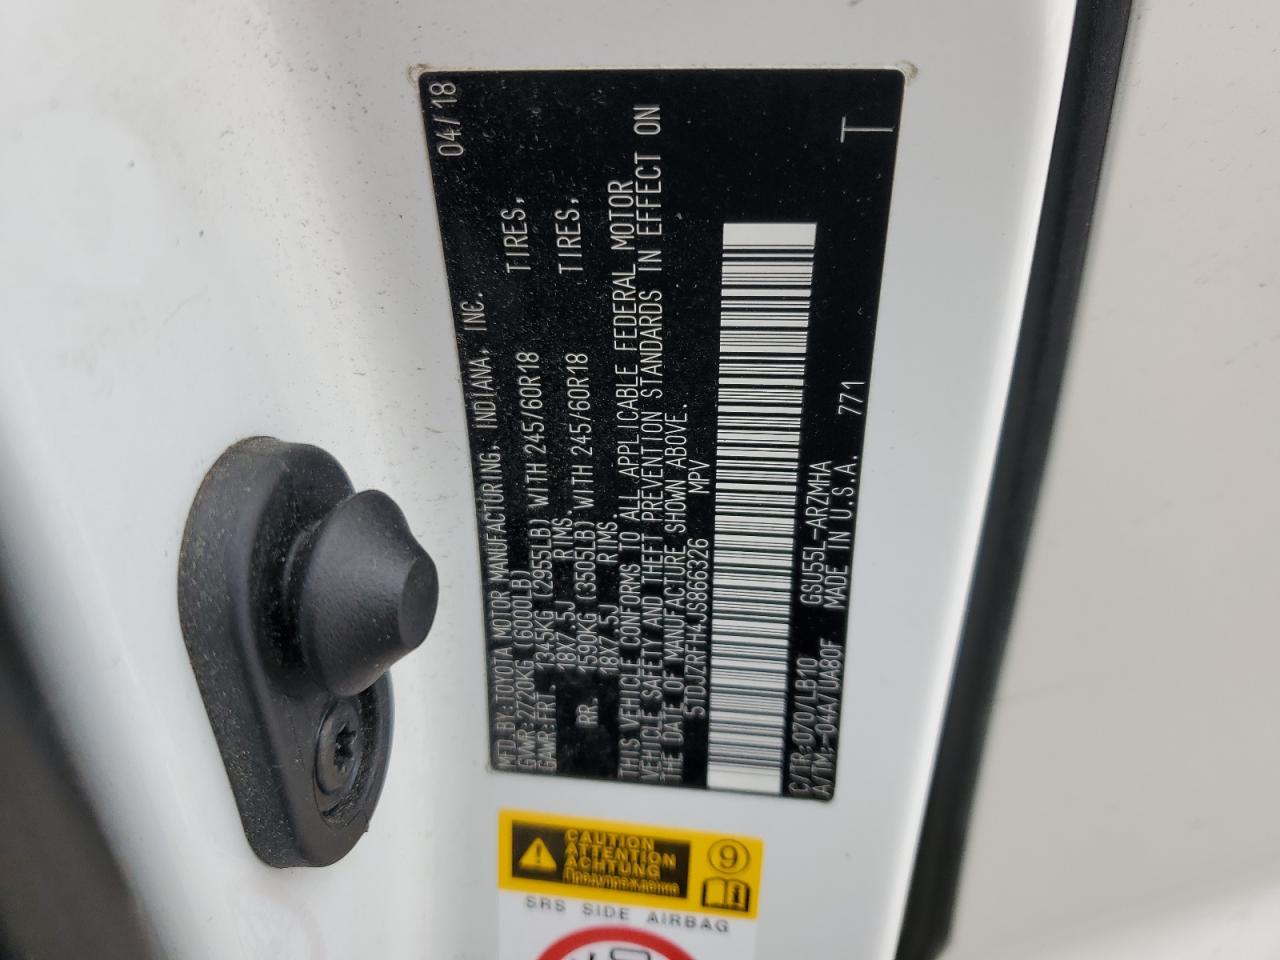 04/18
MFD.BY:TOYOTA MOTOR MANUFACTURING, INDIANA, INC.
GVWR:2720KG (6000LB)
GAWR:FRT. 1345KG (2955LB) WITH 245/60R18 TIRES,
18X7.5J RIMS.
RR. 1590KG (3505LB) WITH 245/60R18 TIRES,
18X7.5J RIMS.
THIS VEHICLE CONFORMS TO ALL APPLICABLE FEDERAL MOTOR
VEHICLE SAFETY AND THEFT PREVENTION STANDARDS IN EFFECT ON
THE DATE OF MANUFACTURE SHOWN ABOVE.
5TDJZRFH4JS866326 MPV
C/TR:070/LB10 GSU55L-ARZMHA 771
A/TM:-04A/UA80F MADE IN U.S.A.
T
CAUTION
ATTENTION
ACHTUNG
Предупреждение
9
SRS SIDE AIRBAG